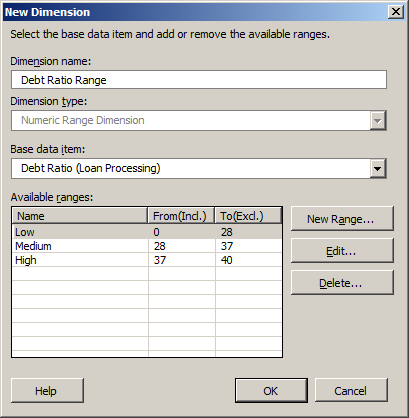 New Dimension
Select the base data item and add or remove the available ranges.
Dimension name:
Debt Ratio Range
Dimension type:
Numeric Range Dimension
Base data item:
Debt Ratio (Loan Processing)
Available ranges:
Name From(Incl.) To(Excl.)
Low 0 28
Medium 28 37
High 37 40
New Range...
Edit...
Delete...
Help OK Cancel